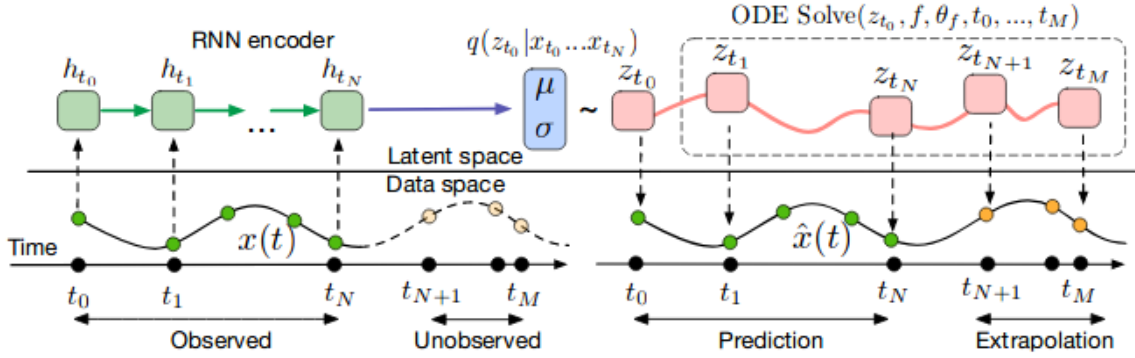 ODE Solve(z_{t_0}, f, θ_f, t_0, ..., t_M)
RNN encoder
q(z_{t_0}|x_{t_0}...x_{t_N})
h_{t_0} h_{t_1} h_{t_N} z_{t_0} z_{t_1} z_{t_N} z_{t_{N+1}} z_{t_M}
... μ ~
σ
Latent space
Data space
x(t) x̂(t)
Time
t_0 t_1 t_N t_{N+1} t_M t_0 t_1 t_N t_{N+1} t_M
Observed Unobserved Prediction Extrapolation